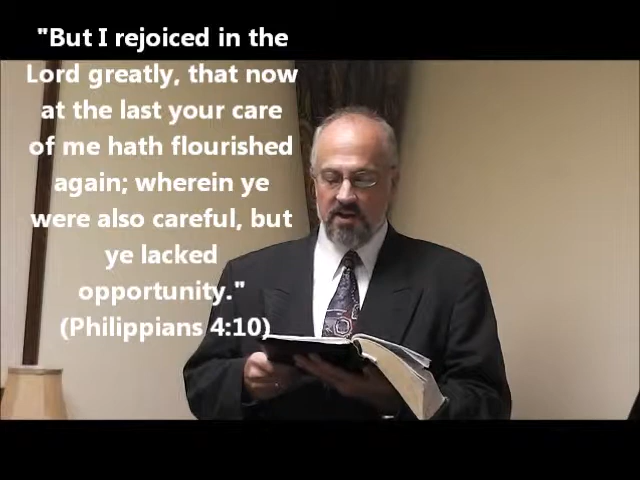 "But I rejoiced in the
Lord greatly, that now
at the last your care
of me hath flourished
again; wherein ye
were also careful, but
ye lacked
opportunity."
(Philippians 4:10)